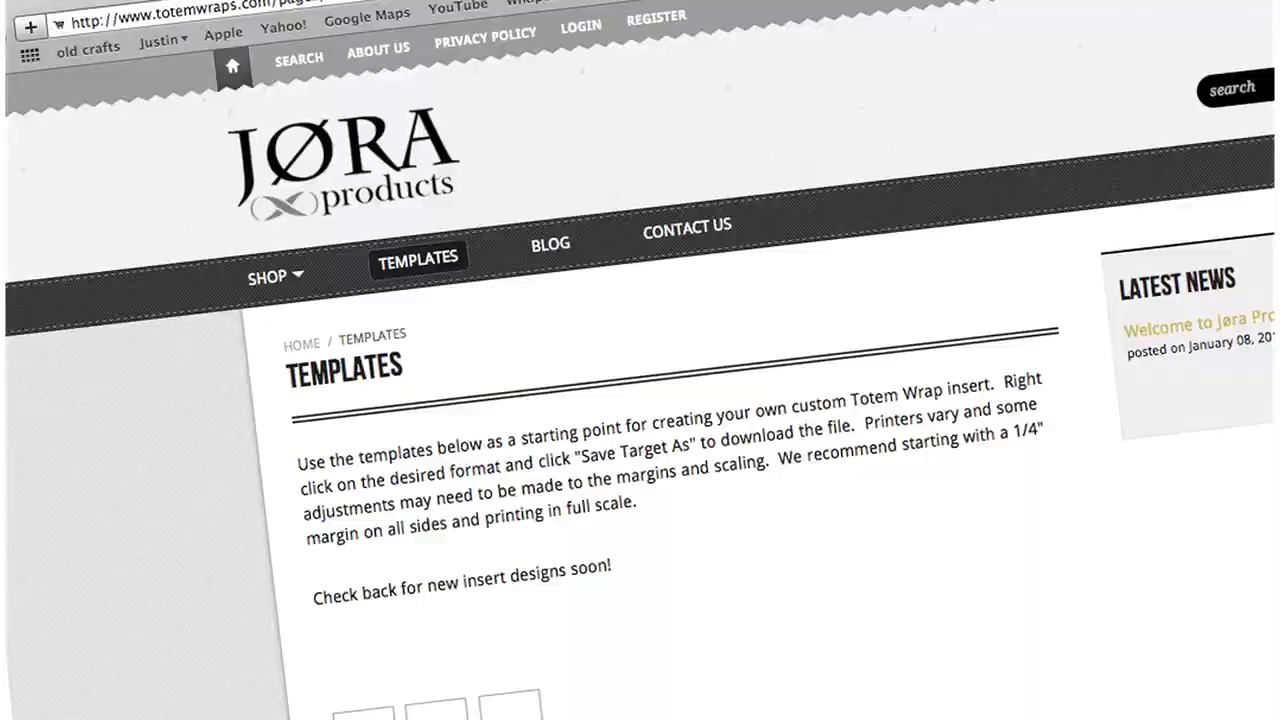 http://www.totemwraps.com/
old crafts Justin Apple Yahoo! Google Maps YouTube
SEARCH ABOUT US PRIVACY POLICY LOGIN REGISTER
search
JØRA
products
SHOP TEMPLATES BLOG CONTACT US
HOME / TEMPLATES
TEMPLATES
Use the templates below as a starting point for creating your own custom Totem Wrap insert. Right
click on the desired format and click "Save Target As" to download the file. Printers vary and some
adjustments may need to be made to the margins and scaling. We recommend starting with a 1/4"
margin on all sides and printing in full scale.
Check back for new insert designs soon!
LATEST NEWS
Welcome to Jøra Pro
posted on January 08, 20